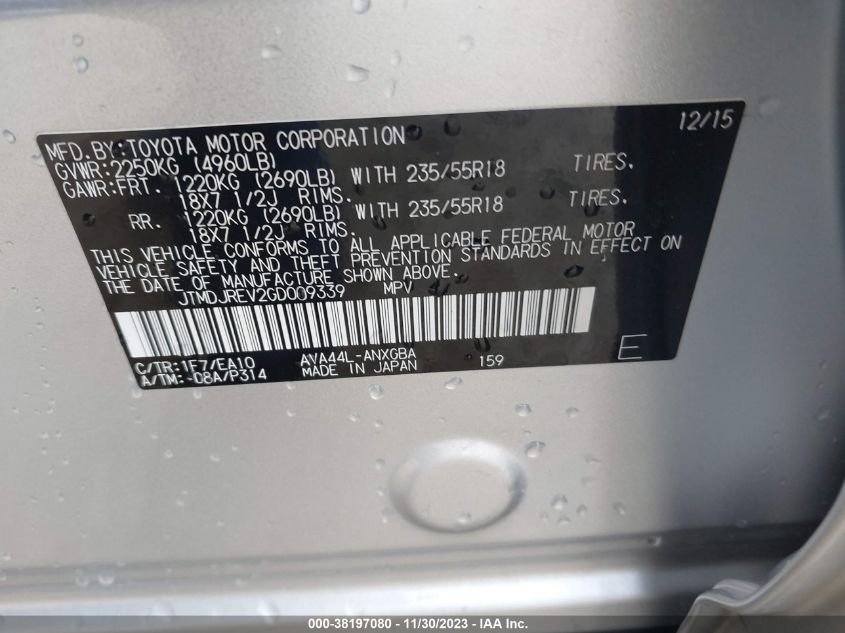 12/15
MFD.BY:TOYOTA MOTOR CORPORATION
GVWR:2250KG (4960LB)
GAWR:FRT. 1220KG (2690LB) WITH 235/55R18 TIRES.
18X7 1/2J RIMS.
RR. 1220KG (2690LB) WITH 235/55R18 TIRES.
18X7 1/2J RIMS.
THIS VEHICLE CONFORMS TO ALL APPLICABLE FEDERAL MOTOR
VEHICLE SAFETY AND THEFT PREVENTION STANDARDS IN EFFECT ON
THE DATE OF MANUFACTURE SHOWN ABOVE.
JTMDJREV2GD009339 MPV
C/TR:1F7/EA10 AVA44L-ANXGBA 159 E
A/TM:-08A/P314 MADE IN JAPAN
000-38197080 - 11/30/2023 - IAA Inc.